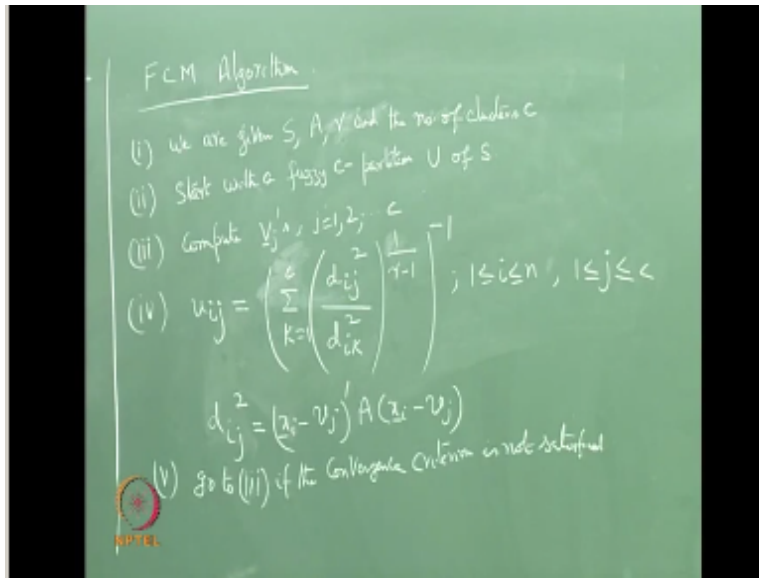 FCM Algorithm.
(i) We are given S, A, r and the no. of clusters c
(ii) Start with a fuzzy c-partition U of S
(iii) Compute v_j's, j=1,2,...c
(iv) u_ij = ( Σ_{k=1}^{c} ( d_ij^2 / d_ik^2 )^{1/(r-1)} )^{-1} ; 1≤i≤n, 1≤j≤c
d_ij^2 = (x_i - v_j)' A (x_i - v_j)
(v) go to (iii) if the Convergence Criterion is not satisfied
NPTEL